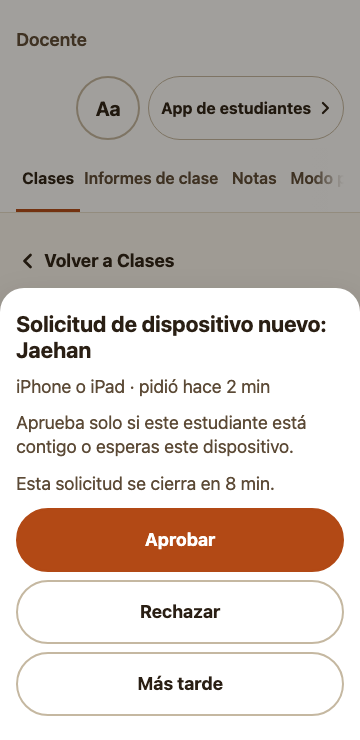 Docente
Aa
App de estudiantes
Clases Informes de clase Notas Modo
Volver a Clases
Solicitud de dispositivo nuevo:
Jaehan
iPhone o iPad · pidió hace 2 min
Aprueba solo si este estudiante está
contigo o esperas este dispositivo.
Esta solicitud se cierra en 8 min.
Aprobar
Rechazar
Más tarde